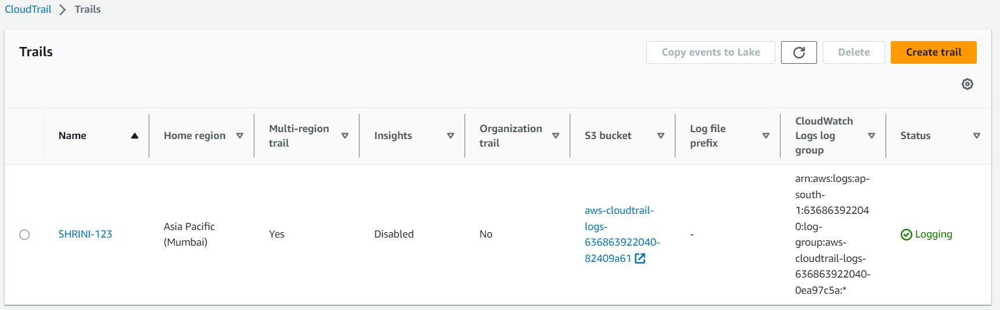 CloudTrail > Trails
Trails
Copy events to Lake
Delete
Create trail
Name
Home region
Multi-region
trail
Insights
Organization
trail
S3 bucket
Log file
prefix
CloudWatch
Logs log
group
Status
SHRINI-123
Asia Pacific
(Mumbai)
Yes
Disabled
No
aws-cloudtrail-
logs-
636863922040-
82409a61
-
arn:aws:logs:ap-
south-
1:63686392204
0:log-
group:aws-
cloudtrail-logs-
636863922040-
0ea97c5a:*
Logging